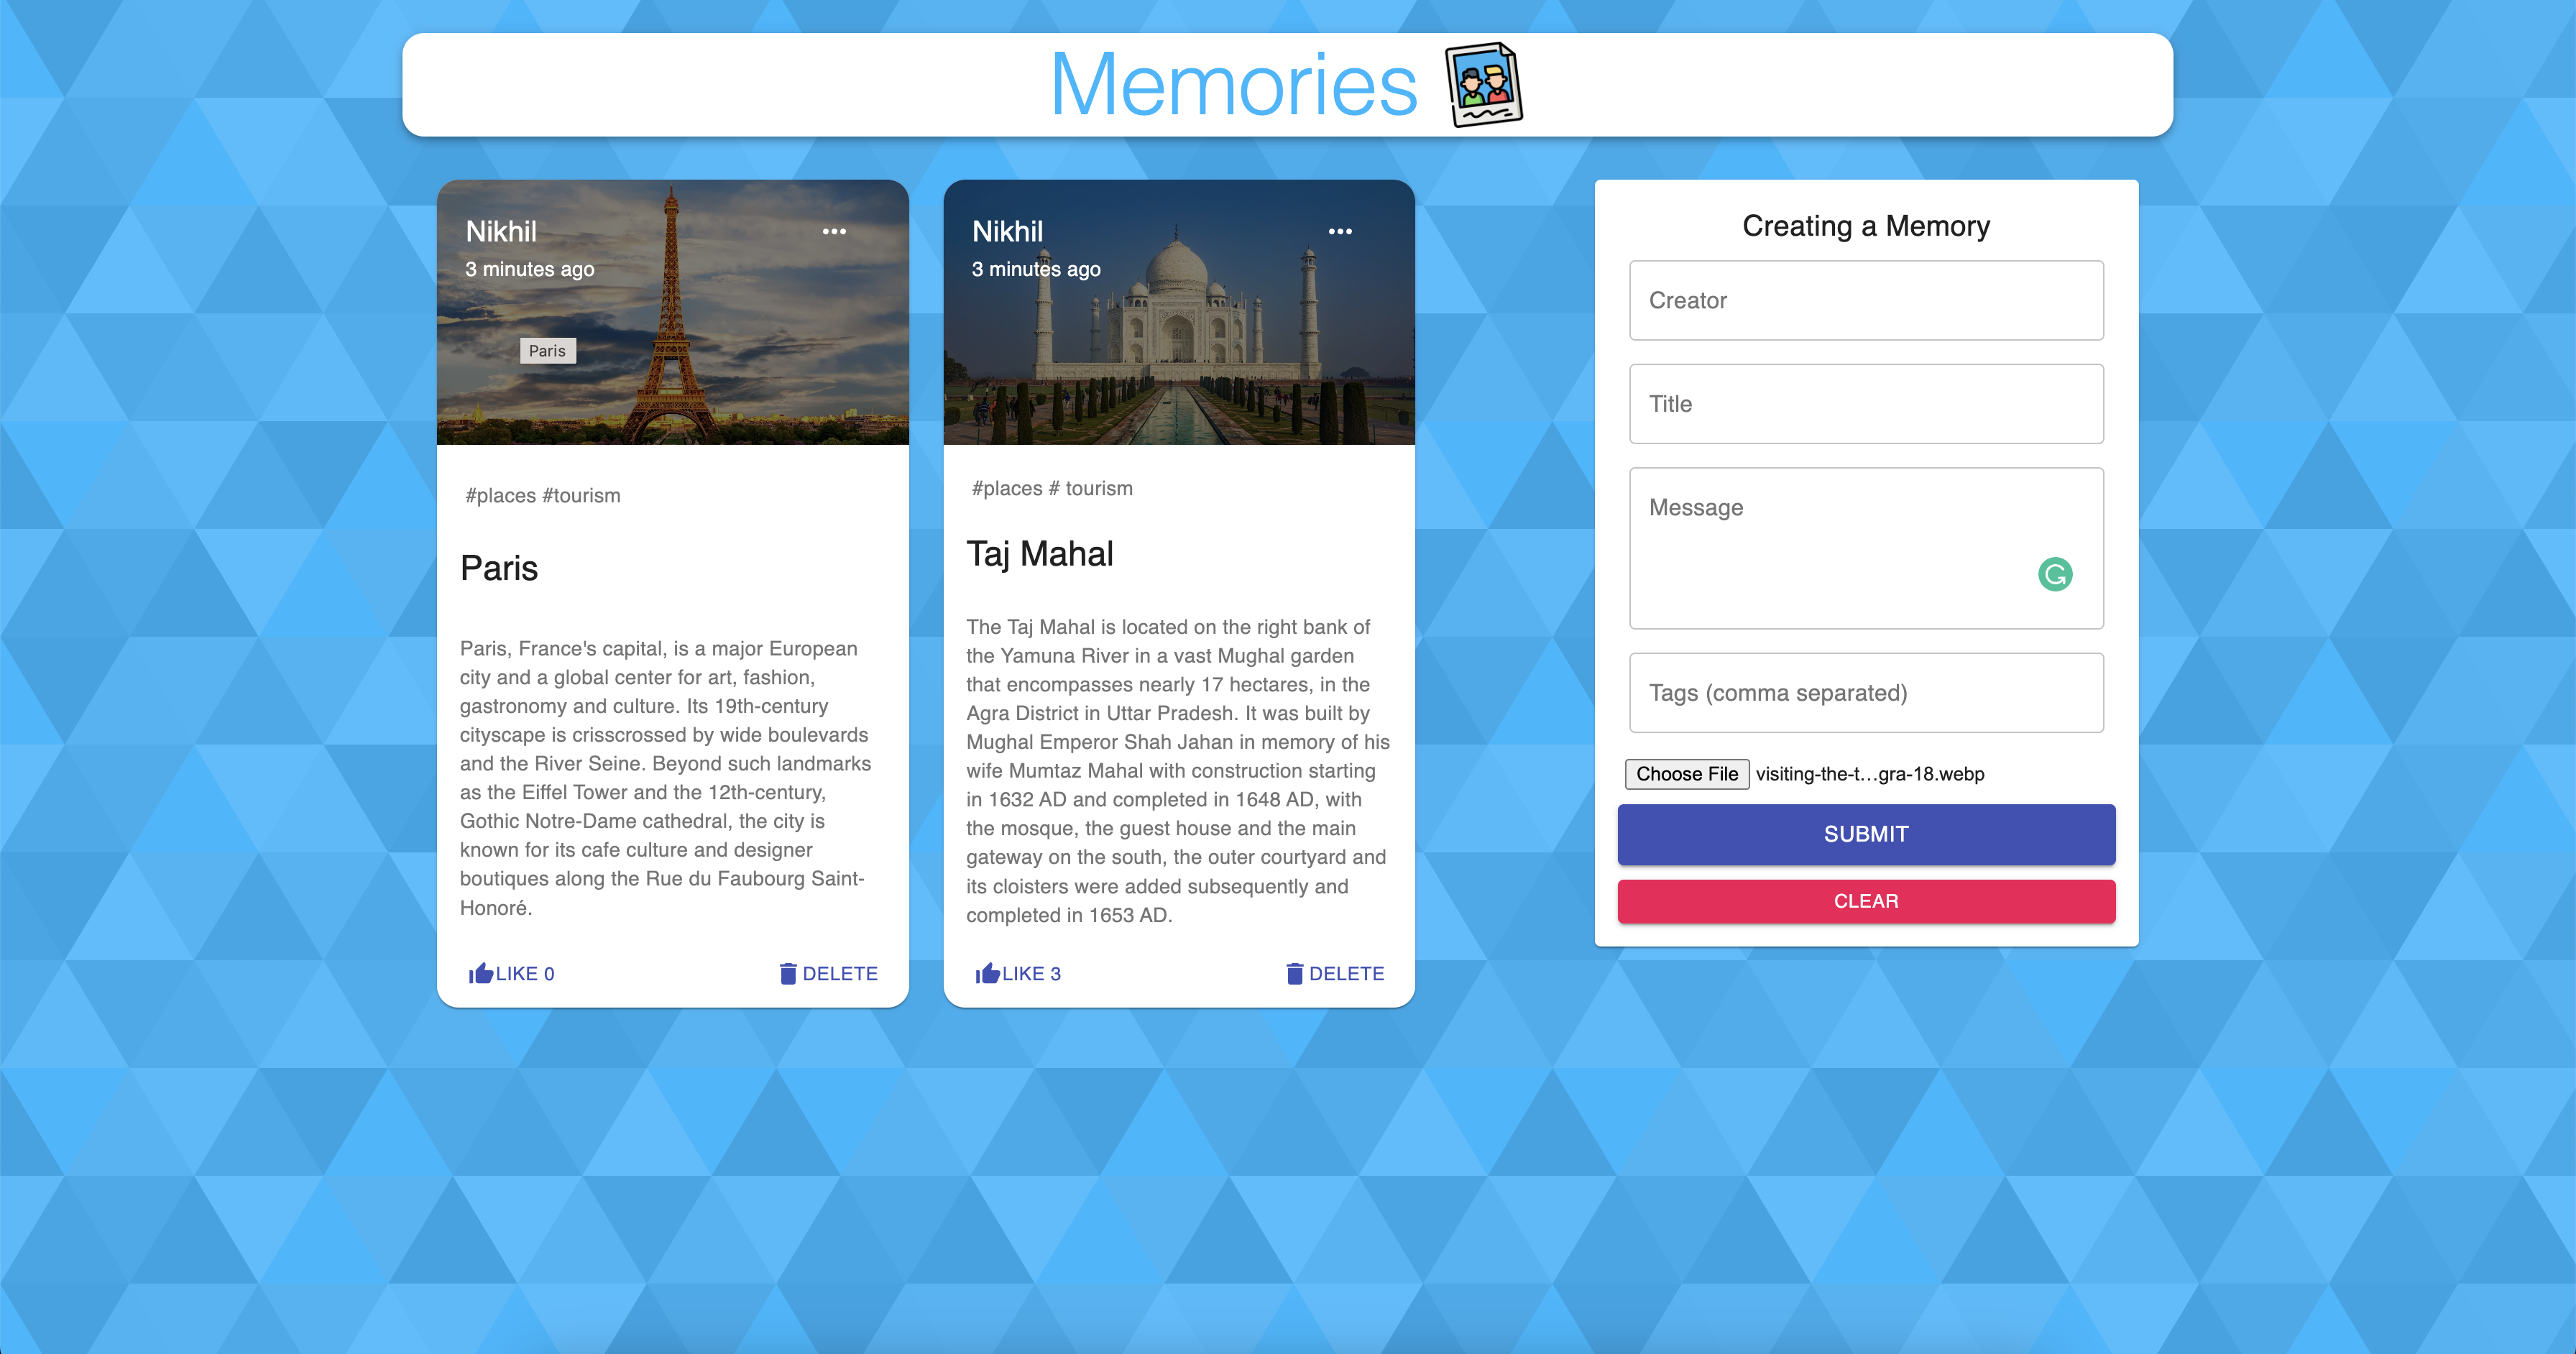 Memories
Nikhil
3 minutes ago
Paris
#places #tourism
Paris
Paris, France's capital, is a major European
city and a global center for art, fashion,
gastronomy and culture. Its 19th-century
cityscape is crisscrossed by wide boulevards
and the River Seine. Beyond such landmarks
as the Eiffel Tower and the 12th-century,
Gothic Notre-Dame cathedral, the city is
known for its cafe culture and designer
boutiques along the Rue du Faubourg Saint-
Honoré.
LIKE 0
DELETE
Nikhil
3 minutes ago
#places # tourism
Taj Mahal
The Taj Mahal is located on the right bank of
the Yamuna River in a vast Mughal garden
that encompasses nearly 17 hectares, in the
Agra District in Uttar Pradesh. It was built by
Mughal Emperor Shah Jahan in memory of his
wife Mumtaz Mahal with construction starting
in 1632 AD and completed in 1648 AD, with
the mosque, the guest house and the main
gateway on the south, the outer courtyard and
its cloisters were added subsequently and
completed in 1653 AD.
LIKE 3
DELETE
Creating a Memory
Creator
Title
Message
Tags (comma separated)
Choose File visiting-the-t...gra-18.webp
SUBMIT
CLEAR